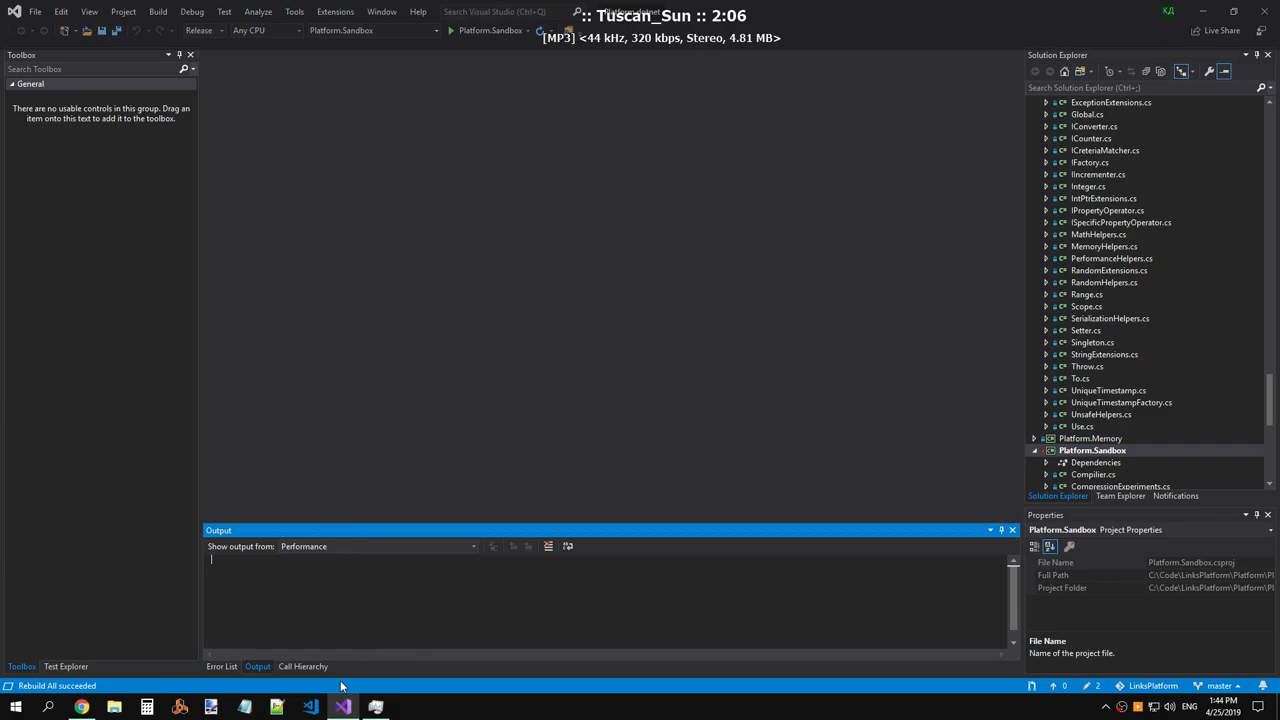 File Edit View Project Build Debug Test Analyze Tools Extensions Window Help Search Visual Studio (Ctrl+Q)
:: Tuscan_Sun :: 2:06
[MP3] <44 kHz, 320 kbps, Stereo, 4.81 MB>
Release Any CPU Platform.Sandbox Platform.Sandbox Live Share
Toolbox
Search Toolbox
General
There are no usable controls in this group. Drag an
item onto this text to add it to the toolbox.
Solution Explorer
Search Solution Explorer (Ctrl+;)
ExceptionExtensions.cs
Global.cs
IConverter.cs
ICounter.cs
ICreteriaMatcher.cs
IFactory.cs
IIncrementer.cs
Integer.cs
IntPtrExtensions.cs
IPropertyOperator.cs
ISpecificPropertyOperator.cs
MathHelpers.cs
MemoryHelpers.cs
PerformanceHelpers.cs
RandomExtensions.cs
RandomHelpers.cs
Range.cs
Scope.cs
SerializationHelpers.cs
Setter.cs
Singleton.cs
StringExtensions.cs
Throw.cs
To.cs
UniqueTimestamp.cs
UniqueTimestampFactory.cs
UnsafeHelpers.cs
Use.cs
Platform.Memory
Platform.Sandbox
Dependencies
Compilier.cs
CompressionExperiments.cs
Solution Explorer Team Explorer Notifications
Properties
Platform.Sandbox Project Properties
File Name Platform.Sandbox.csproj
Full Path C:\Code\LinksPlatform\Platform\Pl
Project Folder C:\Code\LinksPlatform\Platform\Pl
File Name
Name of the project file.
Output
Show output from: Performance
Error List Output Call Hierarchy
Toolbox Test Explorer
Rebuild All succeeded
0 2 LinksPlatform master
ENG
1:44 PM
4/25/2019